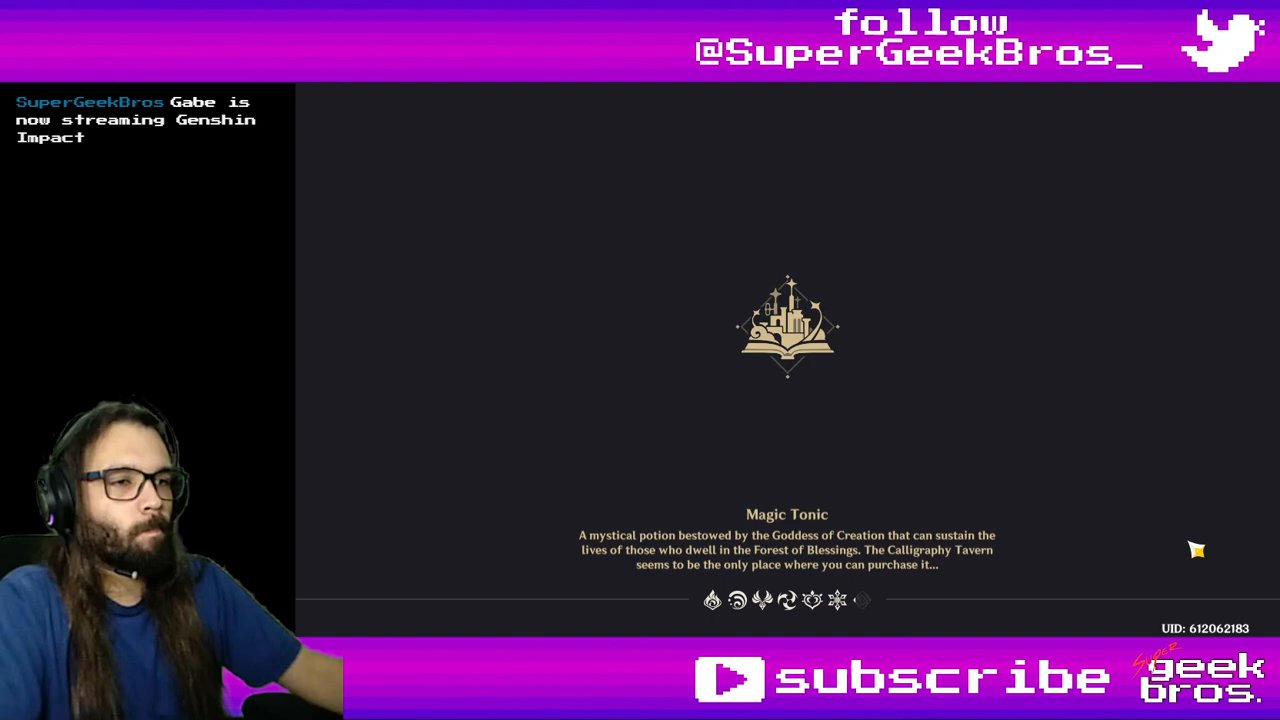 follow
@SuperGeekBros_
SuperGeekBros Gabe is
now streaming Genshin
Impact
Magic Tonic
A mystical potion bestowed by the Goddess of Creation that can sustain the
lives of those who dwell in the Forest of Blessings. The Calligraphy Tavern
seems to be the only place where you can purchase it...
UID: 612062183
subscribe
SUPER
geek
bros.